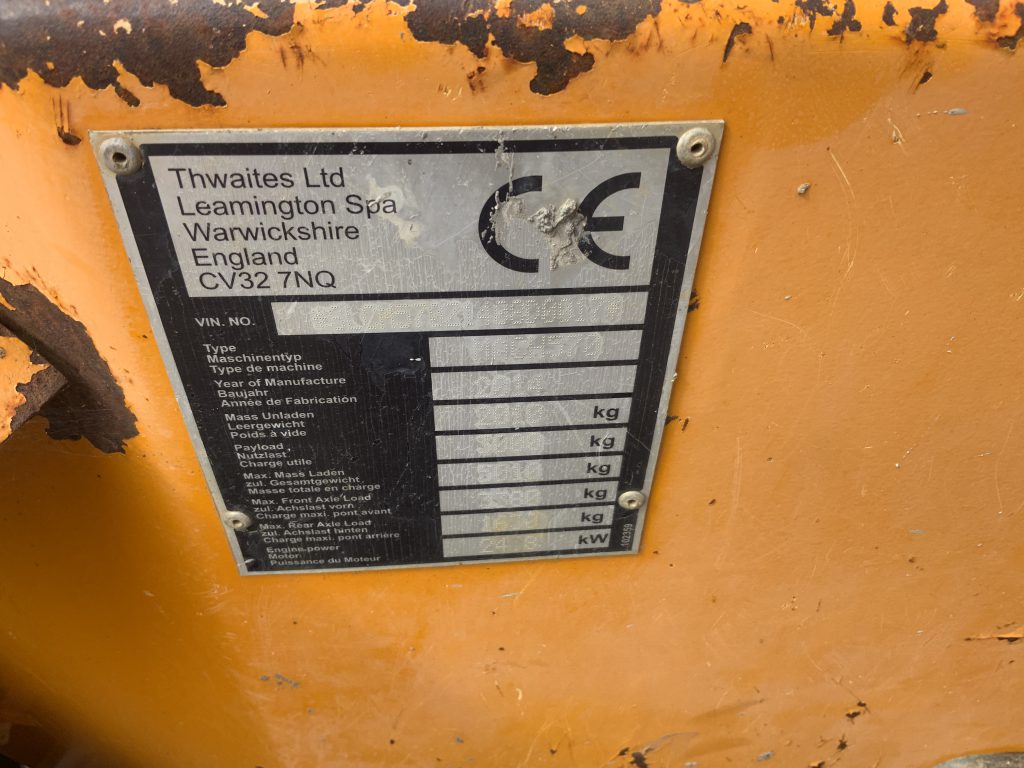 Thwaites Ltd
Leamington Spa
Warwickshire
England
CV32 7NQ
CE
VIN. NO.
Type
Maschinentyp
Type de machine
Year of Manufacture
Baujahr
Année de Fabrication
2014
Mass Unladen
Leergewicht
Poids à vide
kg
Payload
Nutzlast
Charge utile
kg
Max. Mass Laden
zul. Gesamtgewicht
Masse totale en charge
kg
Max. Front Axle Load
zul. Achslast vorn
Charge maxi. pont avant
kg
Max. Rear Axle Load
zul. Achslast hinten
Charge maxi. pont arrière
kg
Engine power
Motor
Puissance du Moteur
kW